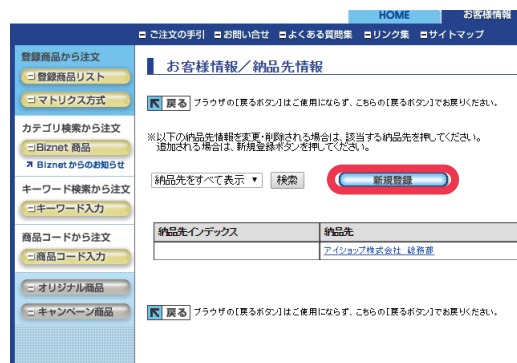 HOME
お客様情報
ご注文の手引 お問い合せ よくある質問集 リンク集 サイトマップ
登録商品から注文
登録商品リスト
マトリクス方式
カテゴリ検索から注文
Biznet 商品
Biznet からのお知らせ
キーワード検索から注文
キーワード入力
商品コードから注文
商品コード入力
オリジナル商品
キャンペーン商品
お客様情報／納品先情報
戻る ブラウザの[戻るボタン]はご使用にならず、こちらの[戻るボタン]でお戻りください。
※以下の納品先情報を変更・削除される場合は、該当する納品先を押してください。
追加される場合は、新規登録ボタンを押してください。
納品先をすべて表示 ▼ 検索 新規登録
納品先インデックス 納品先
アイショップ株式会社 総務部
戻る ブラウザの[戻るボタン]はご使用にならず、こちらの[戻るボタン]でお戻りください。